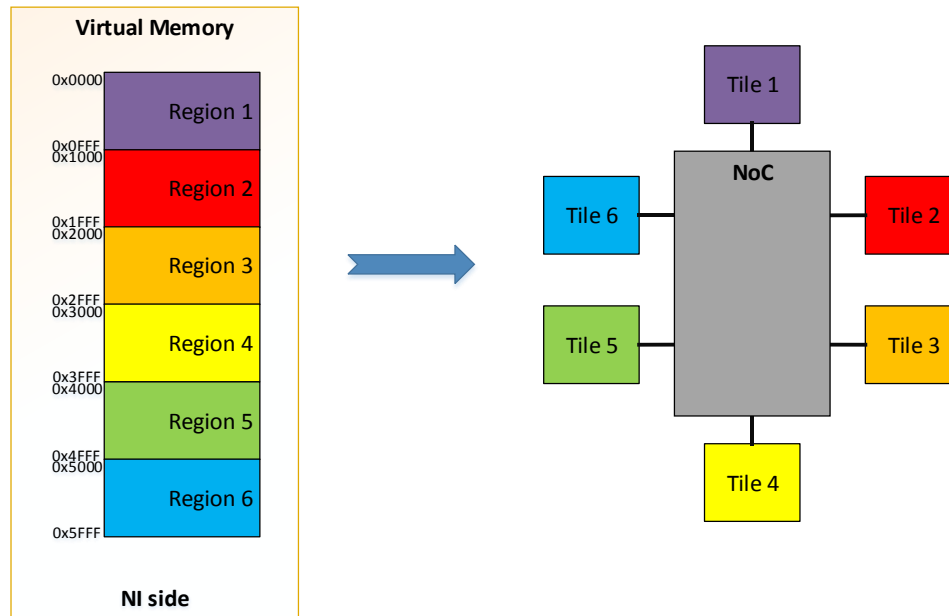 Virtual Memory
0x0000
Region 1
0x0FFF
0x1000
Region 2
0x1FFF
0x2000
Region 3
0x2FFF
0x3000
Region 4
0x3FFF
0x4000
Region 5
0x4FFF
0x5000
Region 6
0x5FFF
NI side
Tile 1
NoC
Tile 6
Tile 2
Tile 5
Tile 3
Tile 4